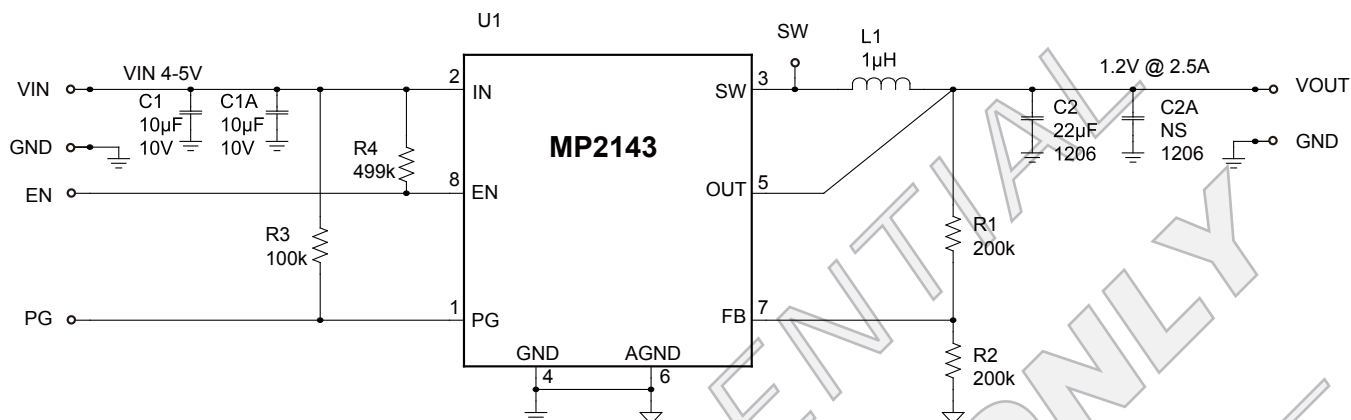 U1
SW
L1
1µH
VIN
VIN 4-5V
C1
10µF
10V
C1A
10µF
10V
2
IN
MP2143
SW
3
1.2V @ 2.5A
VOUT
C2
22µF
1206
C2A
NS
1206
GND
GND
R4
499k
EN
8
EN
OUT
5
R3
100k
R1
200k
PG
1
PG
FB
7
GND
4
AGND
6
R2
200k
ENTIAL
ONLY